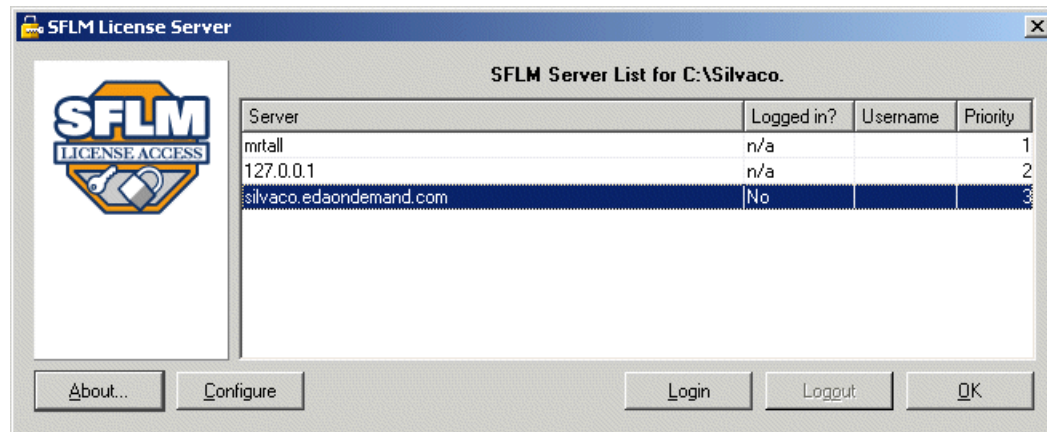 SFLM License Server
SFLM Server List for C:\Silvaco.
SFLM
LICENSE ACCESS
Server Logged in? Username Priority
mrtall n/a 1
127.0.0.1 n/a 2
silvaco.edaondemand.com No 3
About... Configure Login Logout OK